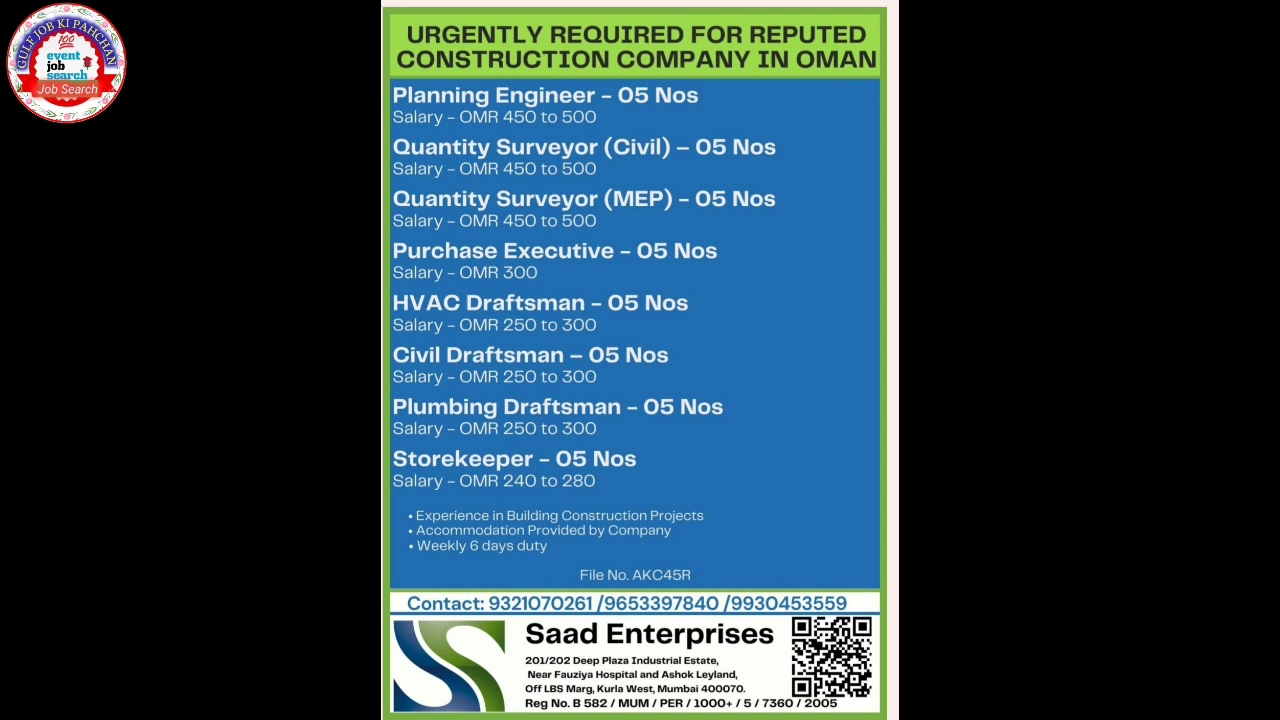 GULF JOB KI PAHCHAN
100
event
job
search
Job Search
URGENTLY REQUIRED FOR REPUTED
CONSTRUCTION COMPANY IN OMAN
Planning Engineer - 05 Nos
Salary - OMR 450 to 500
Quantity Surveyor (Civil) – 05 Nos
Salary - OMR 450 to 500
Quantity Surveyor (MEP) - 05 Nos
Salary - OMR 450 to 500
Purchase Executive - 05 Nos
Salary - OMR 300
HVAC Draftsman - 05 Nos
Salary - OMR 250 to 300
Civil Draftsman – 05 Nos
Salary - OMR 250 to 300
Plumbing Draftsman - 05 Nos
Salary - OMR 250 to 300
Storekeeper - 05 Nos
Salary - OMR 240 to 280
• Experience in Building Construction Projects
• Accommodation Provided by Company
• Weekly 6 days duty
File No. AKC45R
Contact: 9321070261 /9653397840 /9930453559
Saad Enterprises
201/202 Deep Plaza Industrial Estate,
Near Fauziya Hospital and Ashok Leyland,
Off LBS Marg, Kurla West, Mumbai 400070.
Reg No. B 582 / MUM / PER / 1000+ / 5 / 7360 / 2005